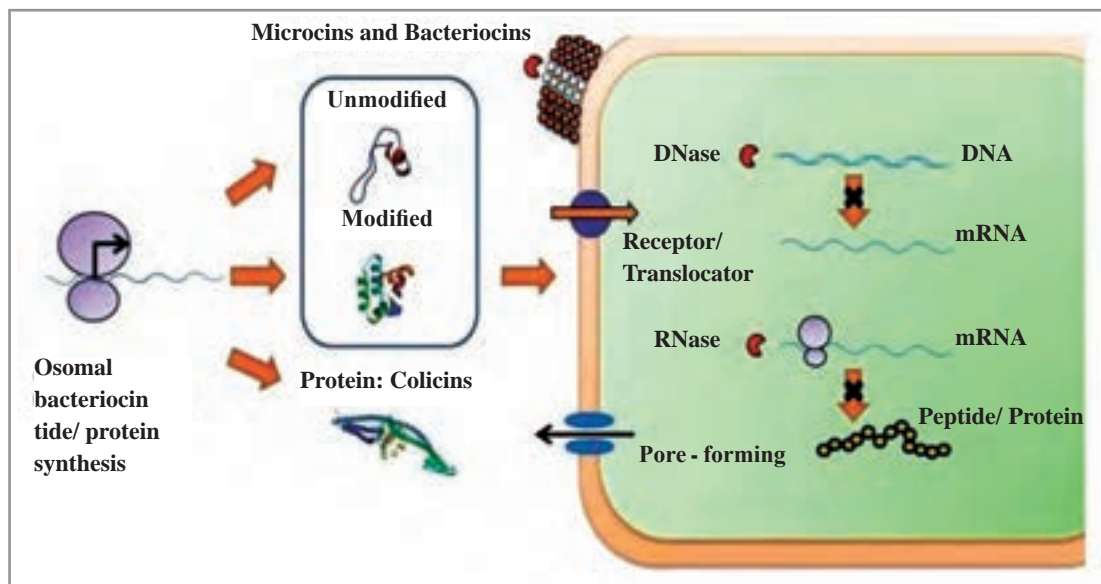 Microcins and Bacteriocins
Unmodified
Modified
Protein: Colicins
Osomal
bacteriocin
tide/ protein
synthesis
Receptor/
Translocator
Pore - forming
DNase
DNA
mRNA
RNase
mRNA
Peptide/ Protein